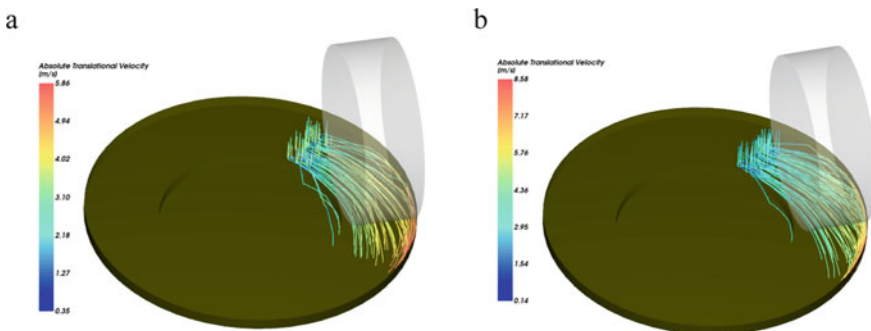 a
Absolute Translational Velocity
(m/s)
5.86
4.94
4.02
3.10
2.18
1.27
0.35
b
Absolute Translational Velocity
(m/s)
8.58
7.17
5.76
4.36
2.95
1.54
0.14